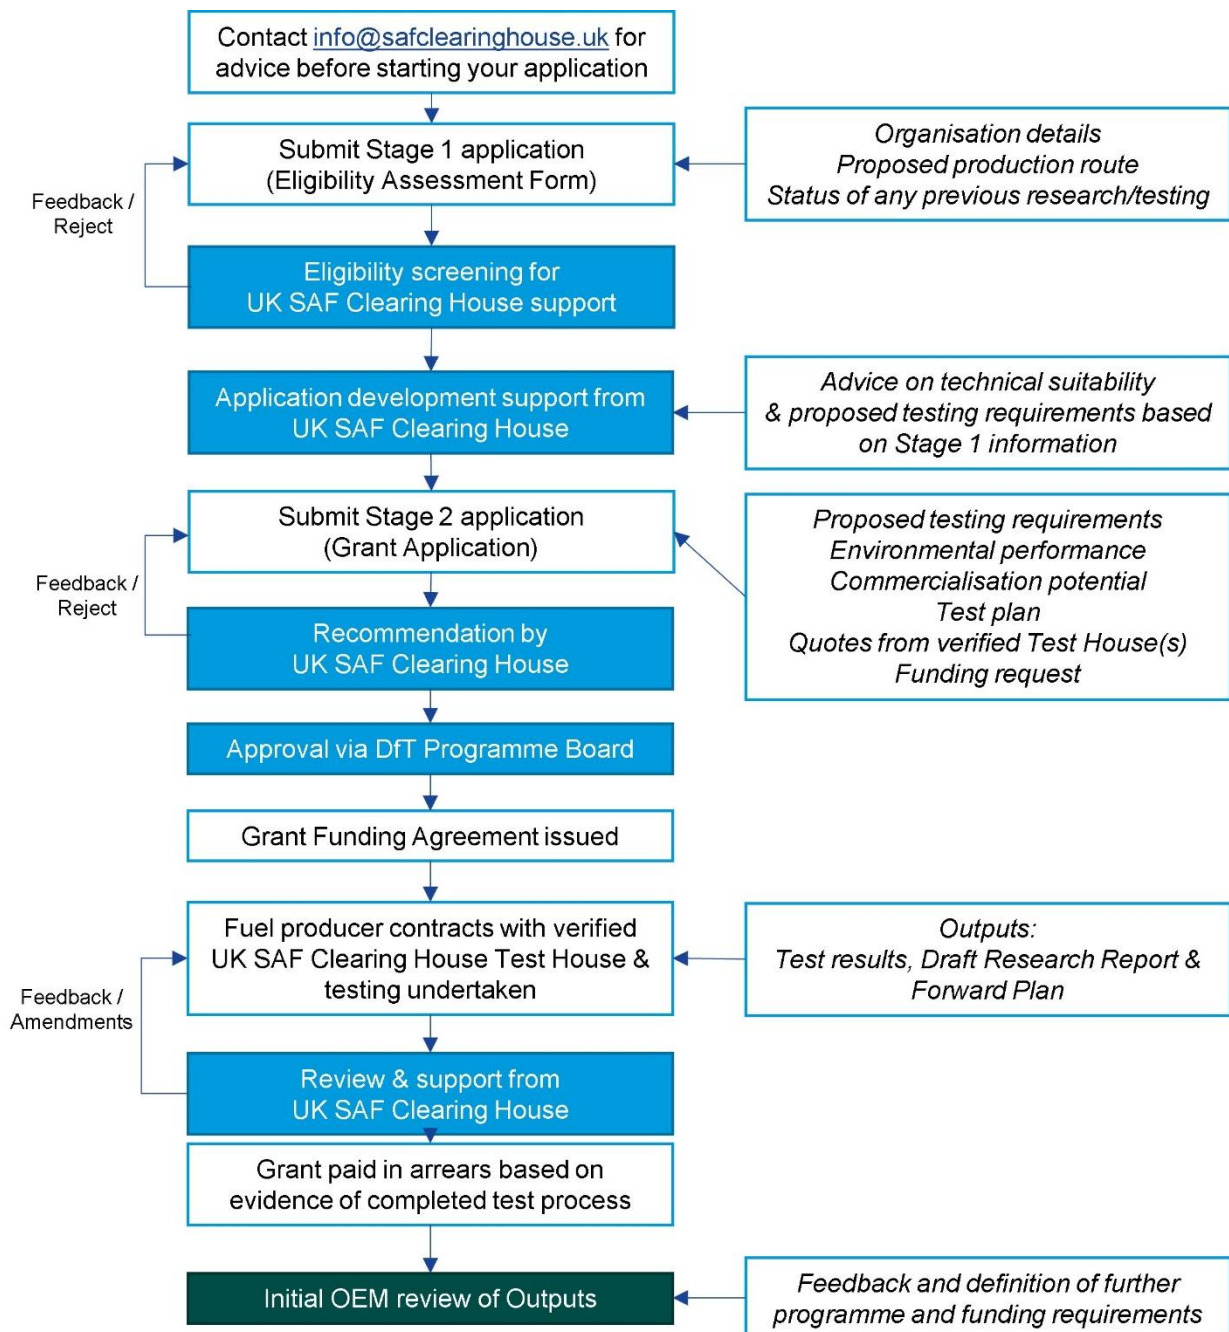 Contact info@safclearinghouse.uk for
advice before starting your application
Submit Stage 1 application
(Eligibility Assessment Form)
Organisation details
Proposed production route
Status of any previous research/testing
Feedback /
Reject
Eligibility screening for
UK SAF Clearing House support
Application development support from
UK SAF Clearing House
Advice on technical suitability
& proposed testing requirements based
on Stage 1 information
Submit Stage 2 application
(Grant Application)
Proposed testing requirements
Environmental performance
Commercialisation potential
Test plan
Quotes from verified Test House(s)
Funding request
Feedback /
Reject
Recommendation by
UK SAF Clearing House
Approval via DfT Programme Board
Grant Funding Agreement issued
Fuel producer contracts with verified
UK SAF Clearing House Test House &
testing undertaken
Outputs:
Test results, Draft Research Report &
Forward Plan
Feedback /
Amendments
Review & support from
UK SAF Clearing House
Grant paid in arrears based on
evidence of completed test process
Initial OEM review of Outputs
Feedback and definition of further
programme and funding requirements